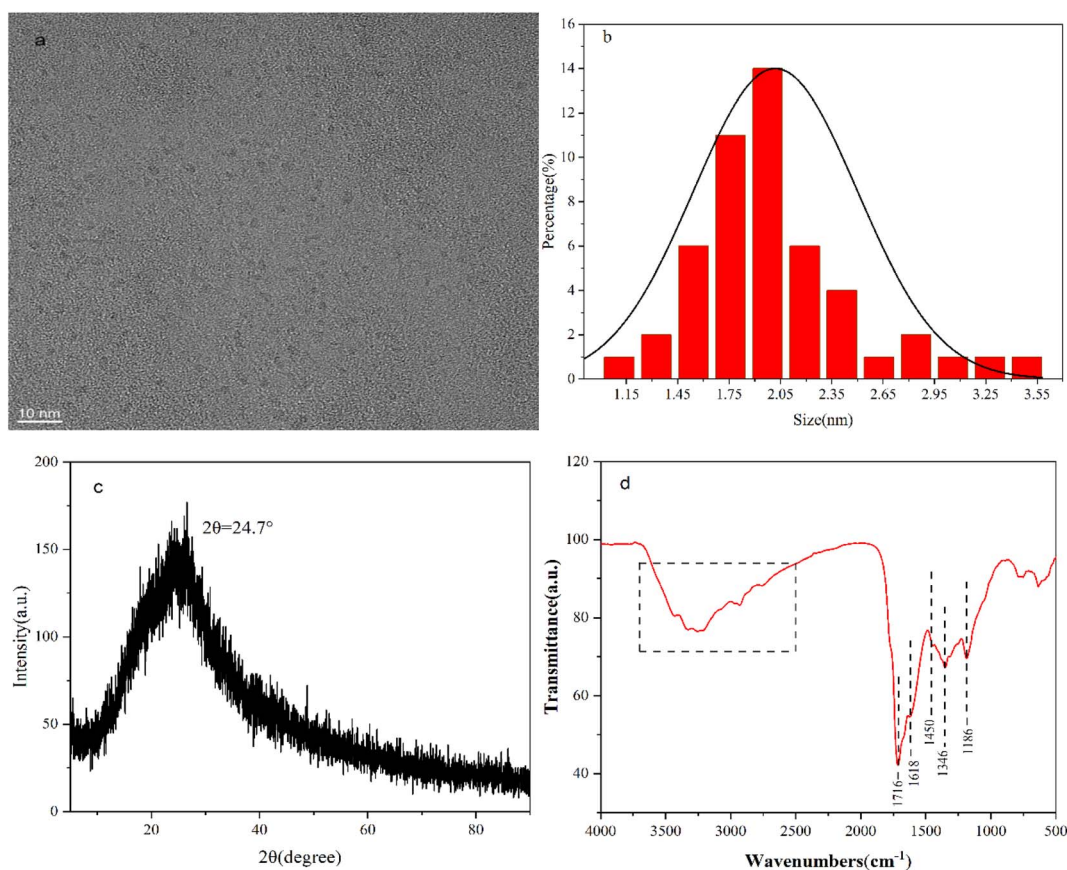 a
10 nm
b
16
14
12
10
8
6
4
2
0
Percentage(%)
1.15 1.45 1.75 2.05 2.35 2.65 2.95 3.25 3.55
Size(nm)
c
2θ=24.7°
200
150
100
50
0
Intensity(a.u.)
20 40 60 80
2θ(degree)
d
120
100
80
60
40
Transmittance(a.u.)
1716
1618
1450
1346
1186
4000 3500 3000 2500 2000 1500 1000 500
Wavenumbers(cm⁻¹)